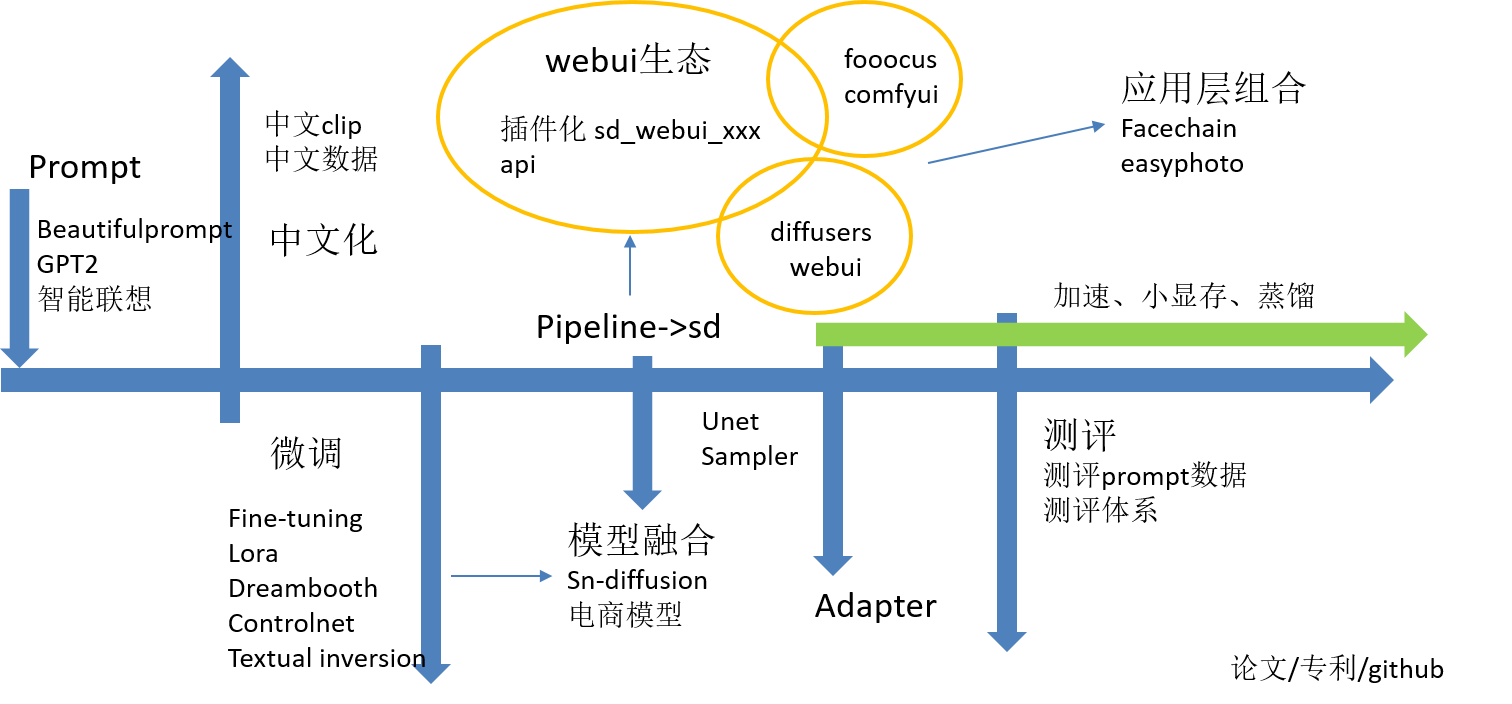 webui生态
插件化 sd_webui_xxx
api
fooocus
comfyui
应用层组合
Facechain
easyphoto
中文clip
中文数据
中文化
Prompt
Beautifulprompt
GPT2
智能联想
diffusers
webui
Pipeline->sd
加速、小显存、蒸馏
微调
Fine-tuning
Lora
Dreambooth
Controlnet
Textual inversion
Unet
Sampler
模型融合
Sn-diffusion
电商模型
Adapter
测评
测评prompt数据
测评体系
论文/专利/github